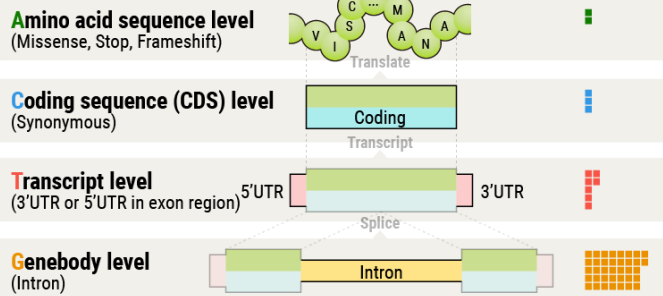 Amino acid sequence level
(Missense, Stop, Frameshift)
V I S C ... M A N A
Translate
Coding sequence (CDS) level
(Synonymous)
Coding
Transcript
Transcript level
(3'UTR or 5'UTR in exon region)
5'UTR
3'UTR
Splice
Genebody level
(Intron)
Intron